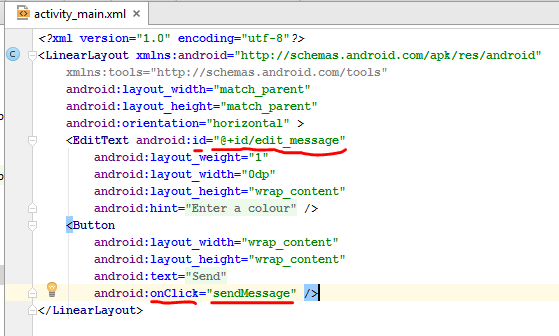 activity_main.xml ×
<?xml version="1.0" encoding="utf-8"?>
C <LinearLayout xmlns:android="http://schemas.android.com/apk/res/android"
xmlns:tools="http://schemas.android.com/tools"
android:layout_width="match_parent"
android:layout_height="match_parent"
android:orientation="horizontal" >
<EditText android:id="@+id/edit_message"
android:layout_weight="1"
android:layout_width="0dp"
android:layout_height="wrap_content"
android:hint="Enter a colour" />
<Button
android:layout_width="wrap_content"
android:layout_height="wrap_content"
android:text="Send"
android:onClick="sendMessage" />
</LinearLayout>